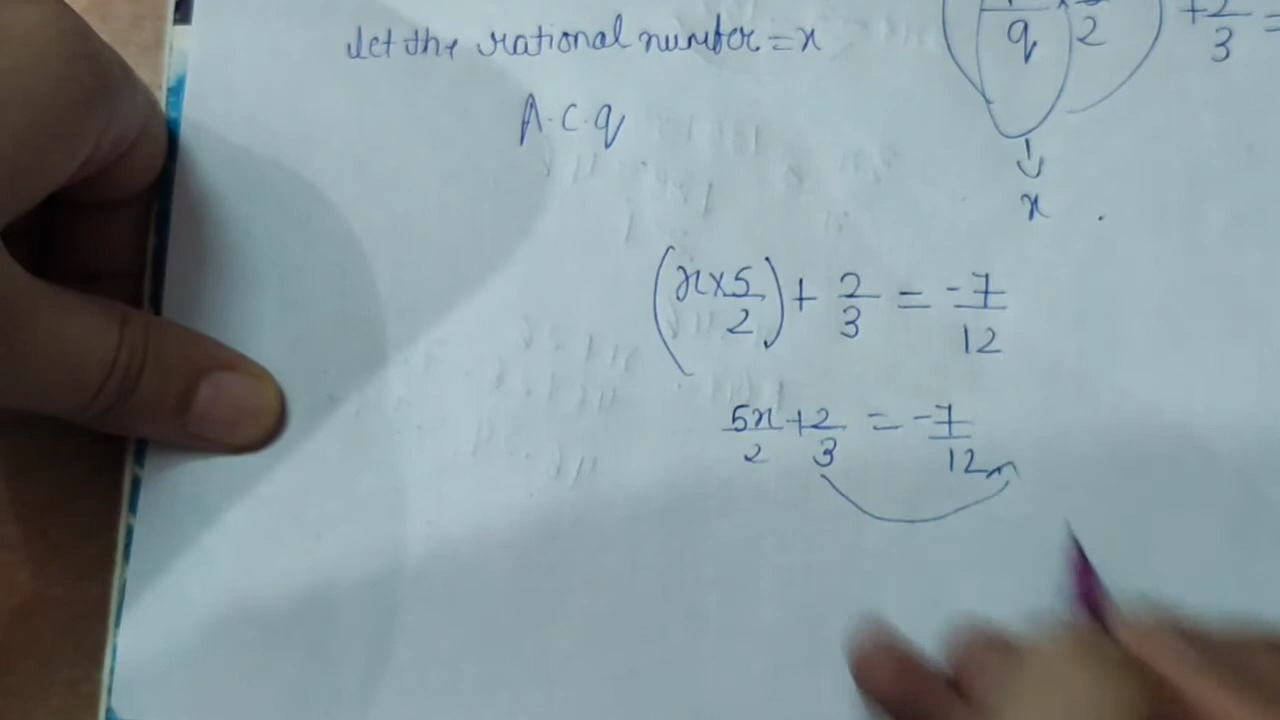 Let the rational number = x
q 2 + 2/3 =
A.C.q
x
(x × 5/2) + 2/3 = -7/12
5x/2 + 2/3 = -7/12